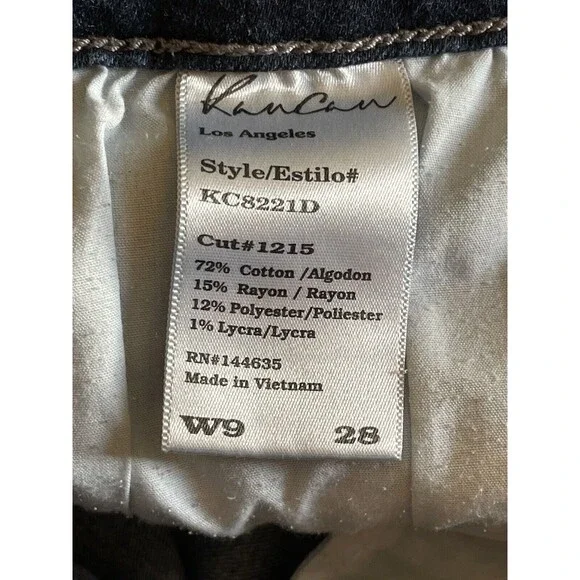 KanCan
Los Angeles
Style/Estilo#
KC8221D
Cut#1215
72% Cotton /Algodon
15% Rayon / Rayon
12% Polyester/Poliester
1% Lycra/Lycra
RN#144635
Made in Vietnam
W9 28